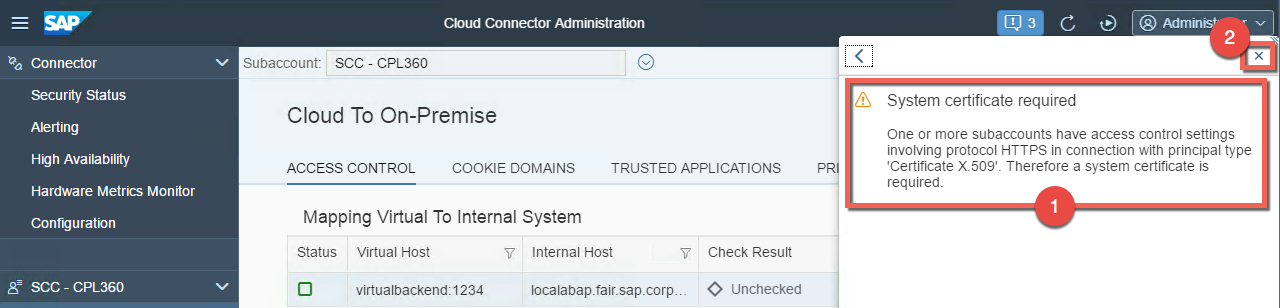 SAP
Cloud Connector Administration
3
Administrator
2
Connector
Subaccount: SCC - CPL360
Security Status
Alerting
High Availability
Hardware Metrics Monitor
Configuration
SCC - CPL360
Cloud To On-Premise
ACCESS CONTROL COOKIE DOMAINS TRUSTED APPLICATIONS PRI
Mapping Virtual To Internal System
Status Virtual Host Internal Host Check Result
virtualbackend:1234 localabap.fair.sap.corp... Unchecked
System certificate required
One or more subaccounts have access control settings
involving protocol HTTPS in connection with principal type
'Certificate X.509'. Therefore a system certificate is
required.
1